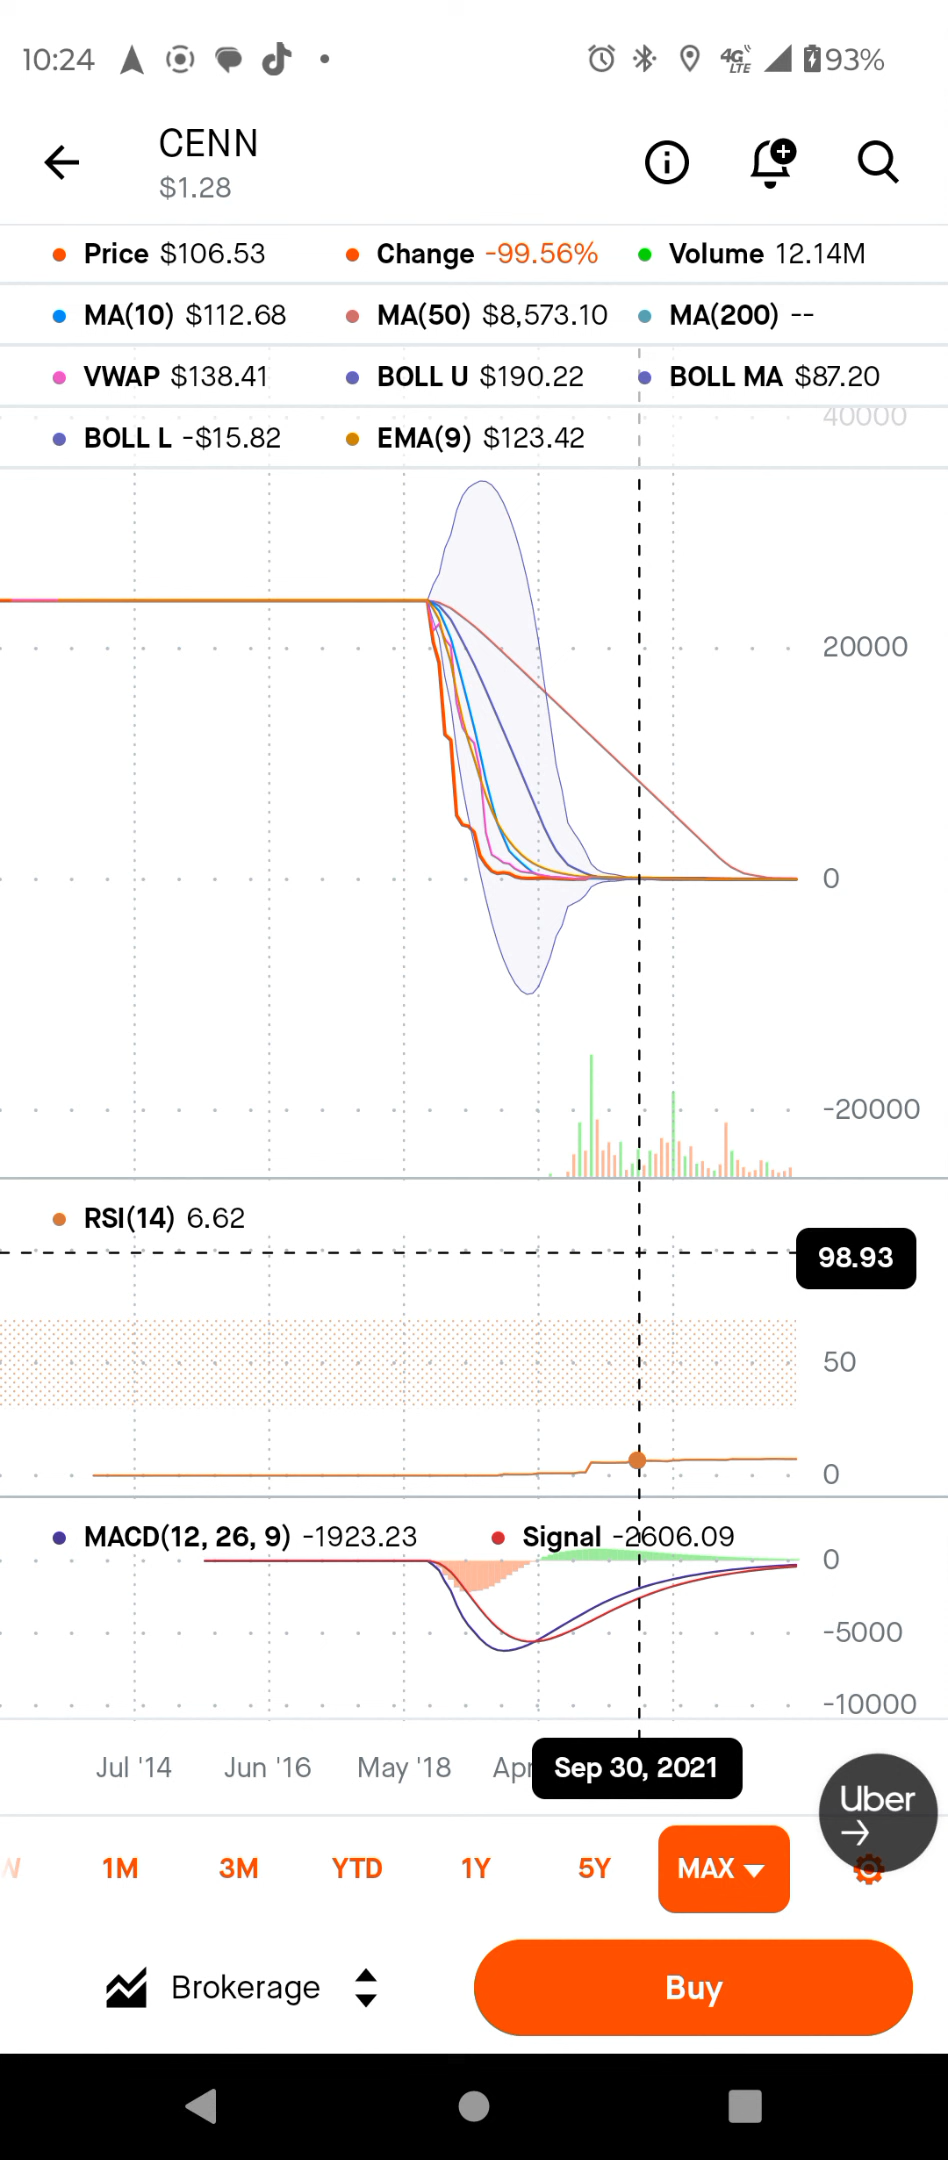 10:24 4G LTE 93%
CENN
$1.28
Price $106.53 Change -99.56% Volume 12.14M
MA(10) $112.68 MA(50) $8,573.10 MA(200) --
VWAP $138.41 BOLL U $190.22 BOLL MA $87.20
40000
BOLL L -$15.82 EMA(9) $123.42
20000
0
-20000
RSI(14) 6.62
98.93
50
0
MACD(12, 26, 9) -1923.23 Signal -2606.09
0
-5000
-10000
Jul '14 Jun '16 May '18 Apr Sep 30, 2021
Uber
W 1M 3M YTD 1Y 5Y MAX
Brokerage Buy